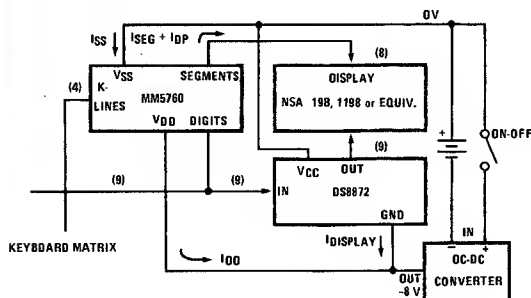 ISS
ISEG + IDP
0V
(8)
VSS
SEGMENTS
K-
LINES
MM5760
VDD
DIGITS
(4)
DISPLAY
NSA 198, 1198 or EQUIV.
ON-OFF
+
(9)
VCC
OUT
(9)
(9)
IN
DS8872
GND
KEYBOARD MATRIX
IDISPLAY
IDD
−
IN
+
OUT
-8 V
DC-DC
CONVERTER